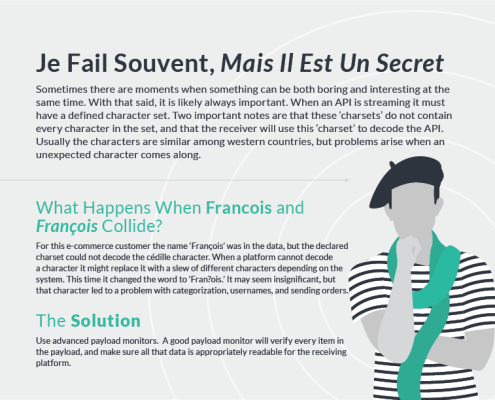 Je Fail Souvent, Mais Il Est Un Secret
Sometimes there are moments when something can be both boring and interesting at the
same time. With that said, it is likely always important. When an API is streaming it must
have a defined character set. Two important notes are that these ‘charsets’ do not contain
every character in the set, and that the receiver will use this ‘charset’ to decode the API.
Usually the characters are similar among western countries, but problems arise when an
unexpected character comes along.
What Happens When Francois and
François Collide?
For this e-commerce customer the name ‘François’ was in the data, but the declared
charset could not decode the cédille character. When a platform cannot decode
a character it might replace it with a slew of different characters depending on the
system. This time it changed the word to ‘Fran?ois.’ It may seem insignificant, but
that character led to a problem with categorization, usernames, and sending orders.
The Solution
Use advanced payload monitors. A good payload monitor will verify every item in
the payload, and make sure all that data is appropriately readable for the receiving
platform.